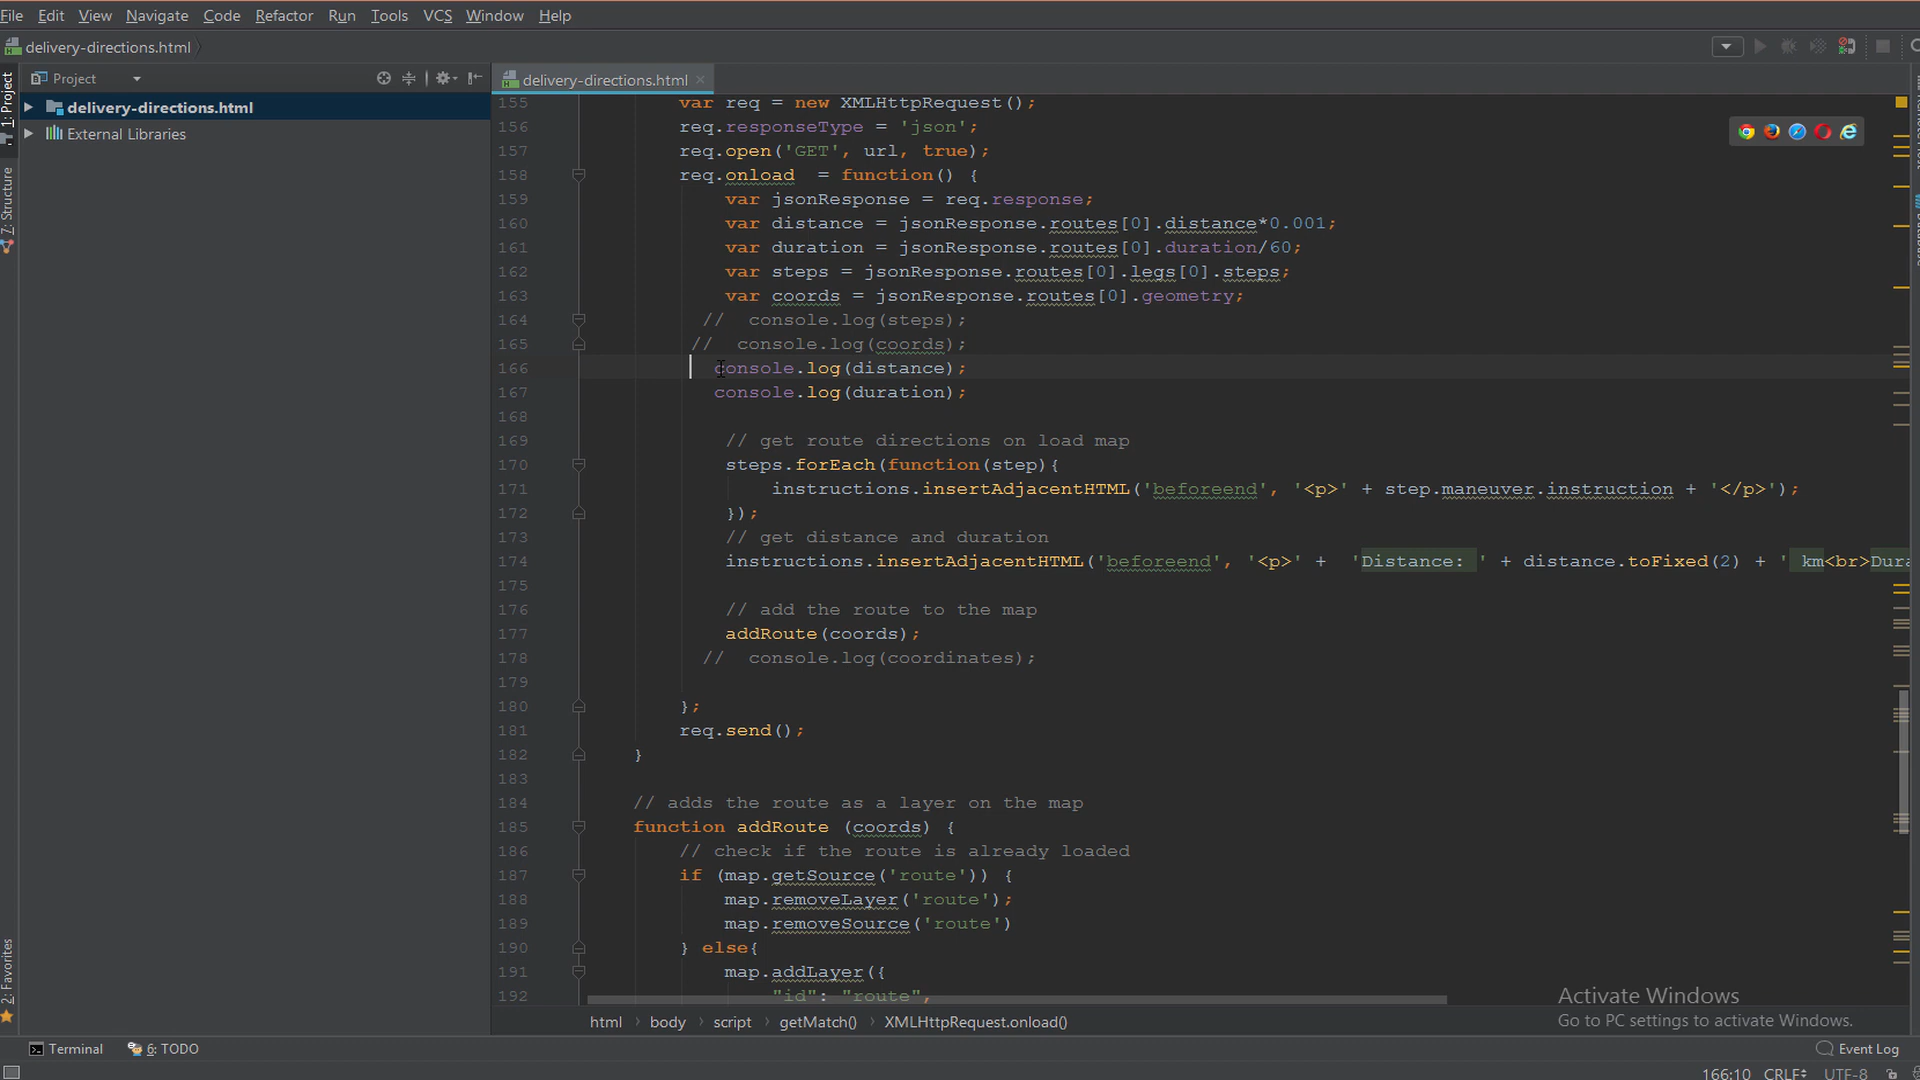 File Edit View Navigate Code Refactor Run Tools VCS Window Help
delivery-directions.html
Project
delivery-directions.html
1: Project
delivery-directions.html
External Libraries
7: Structure
2: Favorites
155 var req = new XMLHttpRequest();
156 req.responseType = 'json';
157 req.open('GET', url, true);
158 req.onload  = function() {
159 var jsonResponse = req.response;
160 var distance = jsonResponse.routes[0].distance*0.001;
161 var duration = jsonResponse.routes[0].duration/60;
162 var steps = jsonResponse.routes[0].legs[0].steps;
163 var coords = jsonResponse.routes[0].geometry;
164 //  console.log(steps);
165 //  console.log(coords);
166 console.log(distance);
167 console.log(duration);
168
169 // get route directions on load map
170 steps.forEach(function(step){
171 instructions.insertAdjacentHTML('beforeend', '<p>' + step.maneuver.instruction + '</p>');
172 });
173 // get distance and duration
174 instructions.insertAdjacentHTML('beforeend', '<p>' +  'Distance: ' + distance.toFixed(2) + ' km<br>Dura
175
176 // add the route to the map
177 addRoute(coords);
178 //  console.log(coordinates);
179
180 };
181 req.send();
182 }
183
184 // adds the route as a layer on the map
185 function addRoute (coords) {
186 // check if the route is already loaded
187 if (map.getSource('route')) {
188 map.removeLayer('route');
189 map.removeSource('route')
190 } else{
191 map.addLayer({
192 "id": "route",
html body script getMatch() XMLHttpRequest.onload()
Activate Windows
Go to PC settings to activate Windows.
Terminal 6: TODO Event Log
166:10 CRLF UTF-8